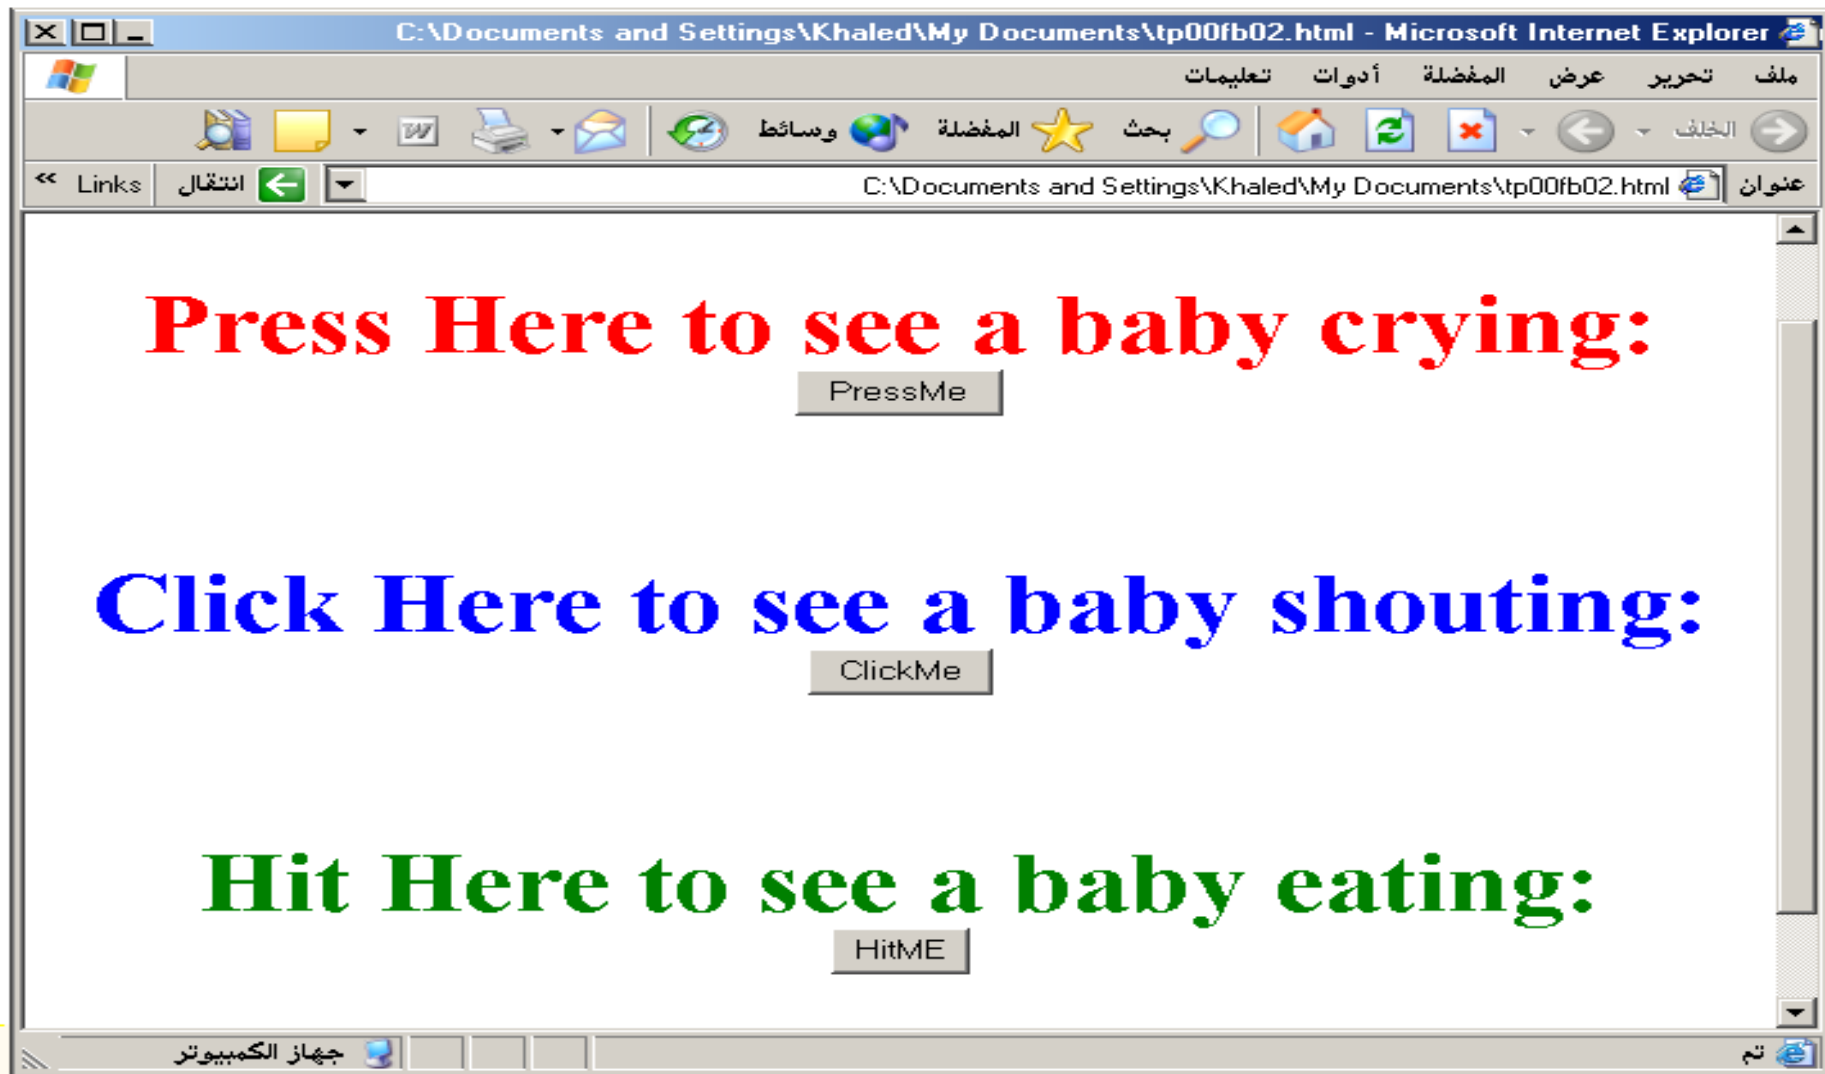 C:\Documents and Settings\Khaled\My Documents\tp00fb02.html - Microsoft Internet Explorer
ملف تحرير عرض المفضلة أدوات تعليمات
الخلف بحث المفضلة وسائط
عنوان C:\Documents and Settings\Khaled\My Documents\tp00fb02.html انتقال Links »
Press Here to see a baby crying:
PressMe
Click Here to see a baby shouting:
ClickMe
Hit Here to see a baby eating:
HitME
تم جهاز الكمبيوتر